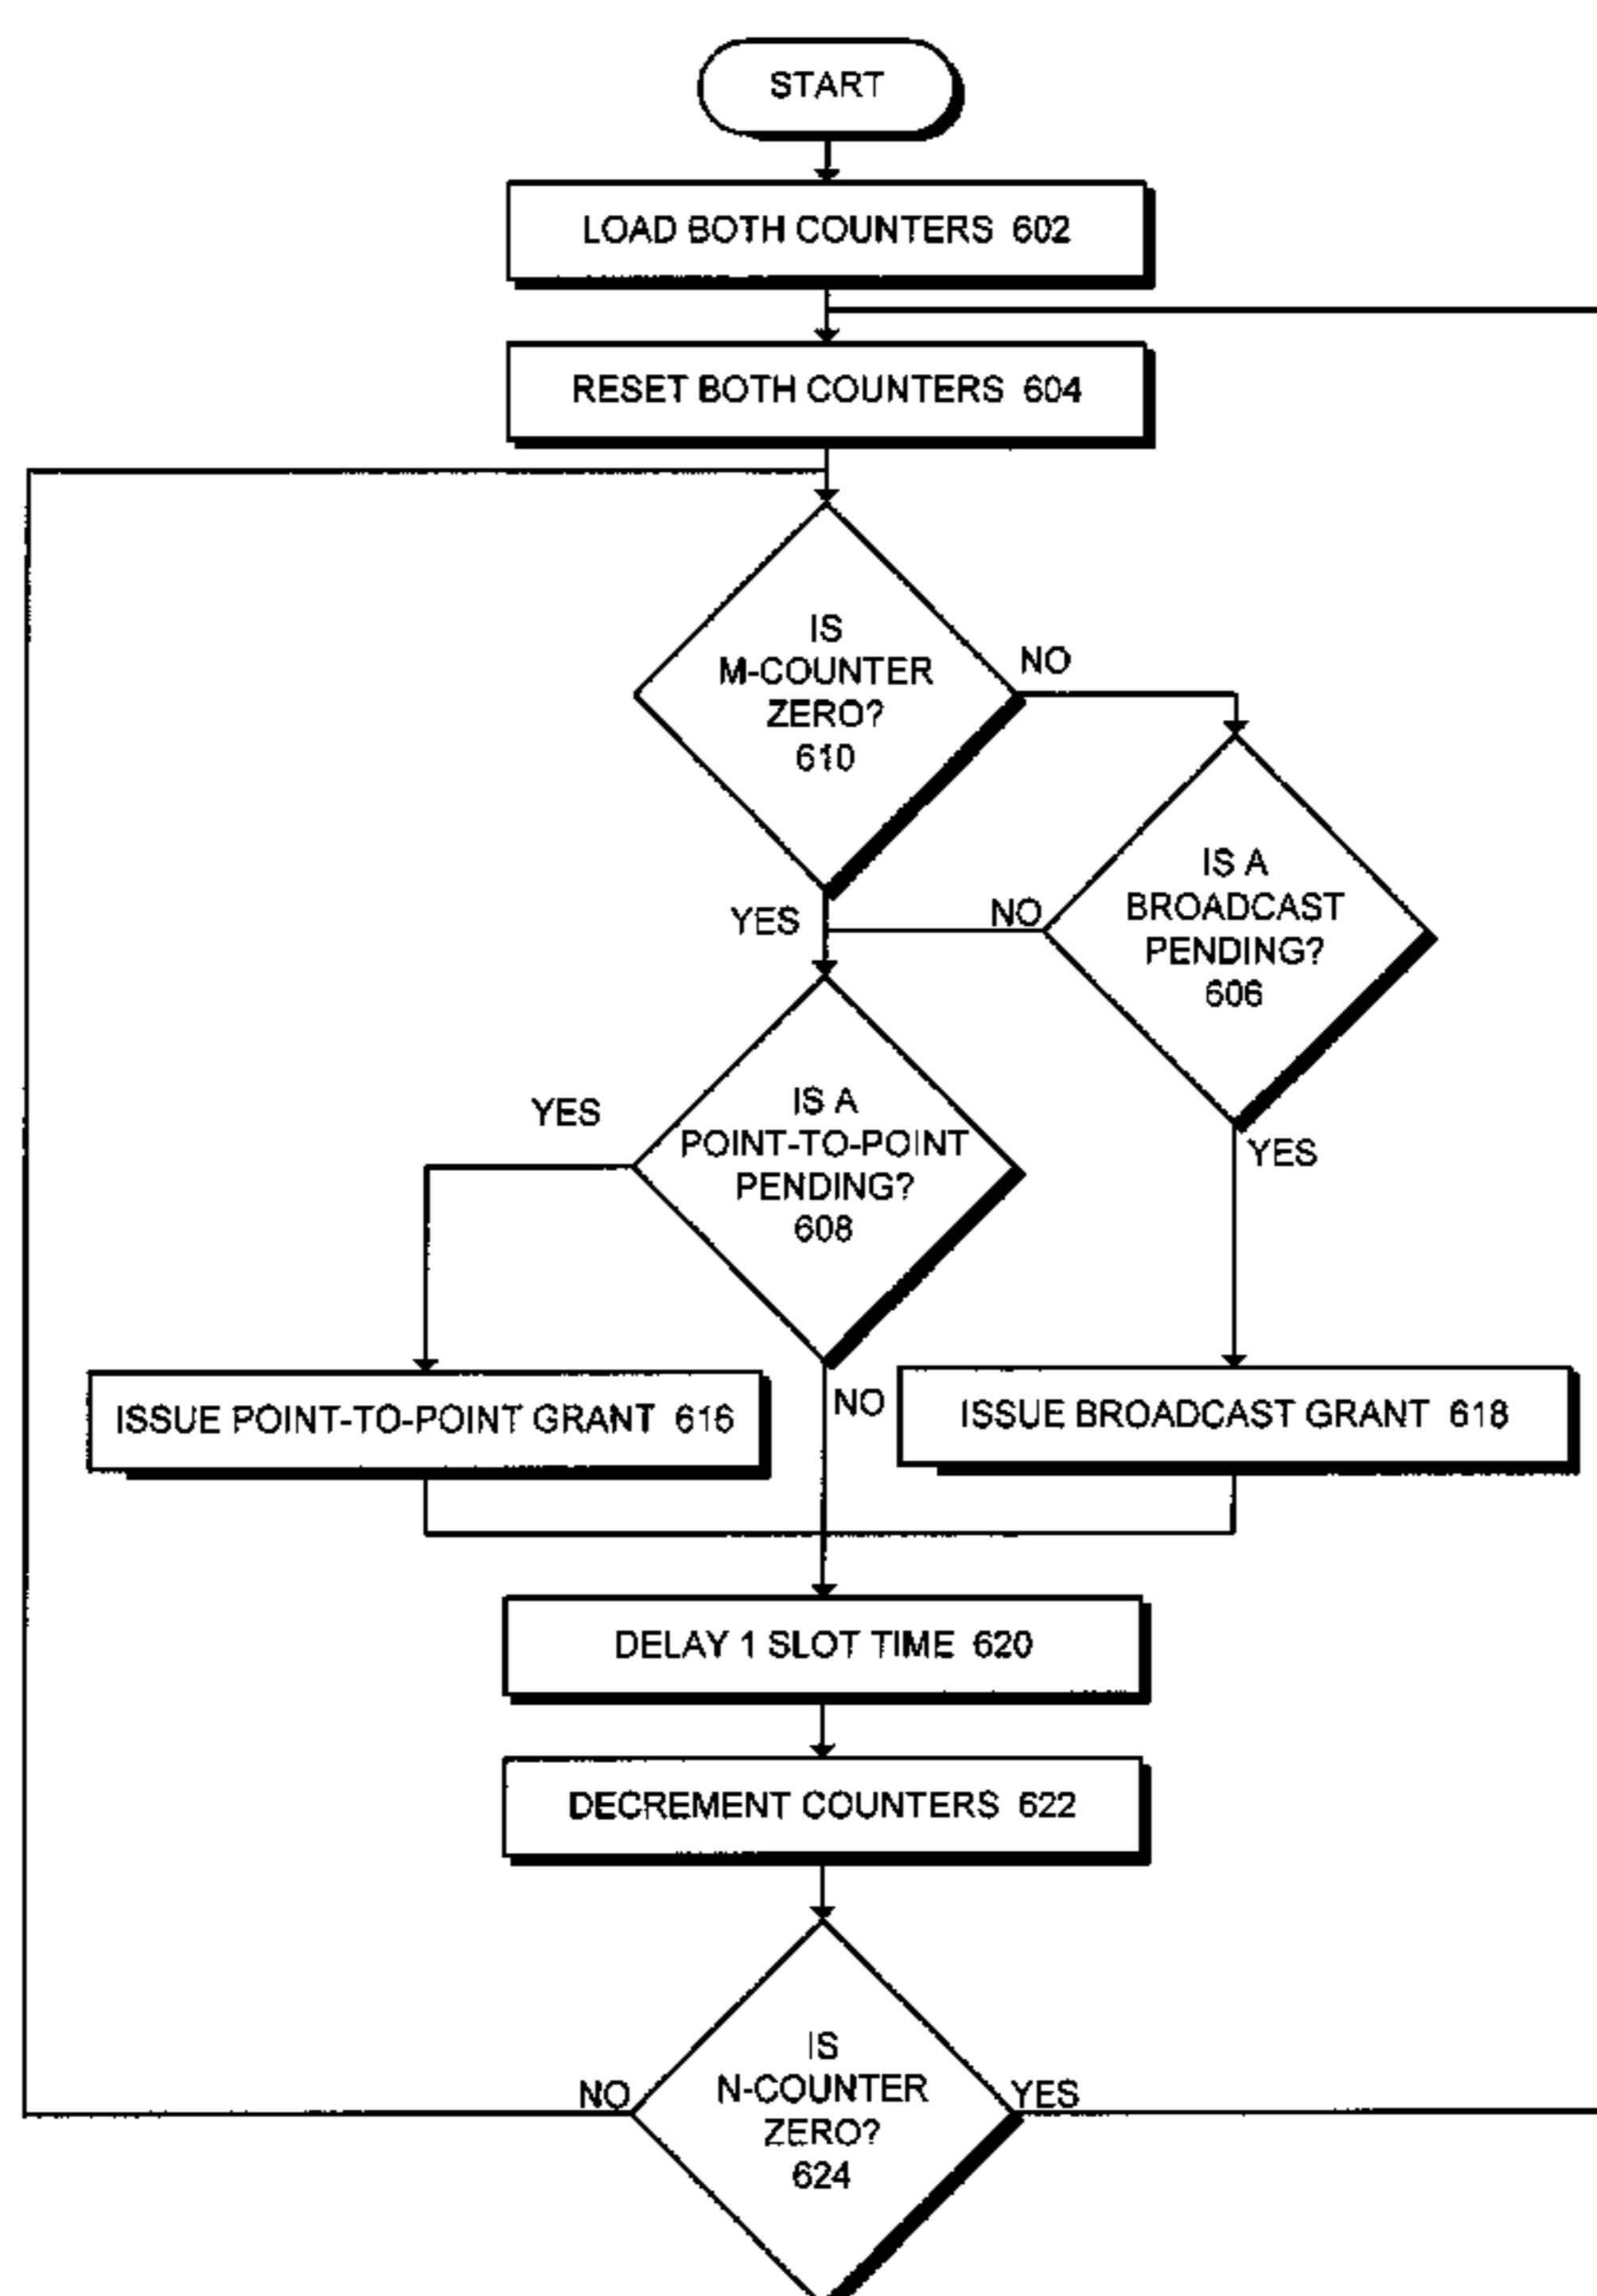 START
LOAD BOTH COUNTERS 602
RESET BOTH COUNTERS 604
IS
M-COUNTER
ZERO?
610
NO
YES
IS A
BROADCAST
PENDING?
606
NO
YES
IS A
POINT-TO-POINT
PENDING?
608
YES
NO
ISSUE POINT-TO-POINT GRANT 616
ISSUE BROADCAST GRANT 618
DELAY 1 SLOT TIME 620
DECREMENT COUNTERS 622
IS
N-COUNTER
ZERO?
624
NO
YES